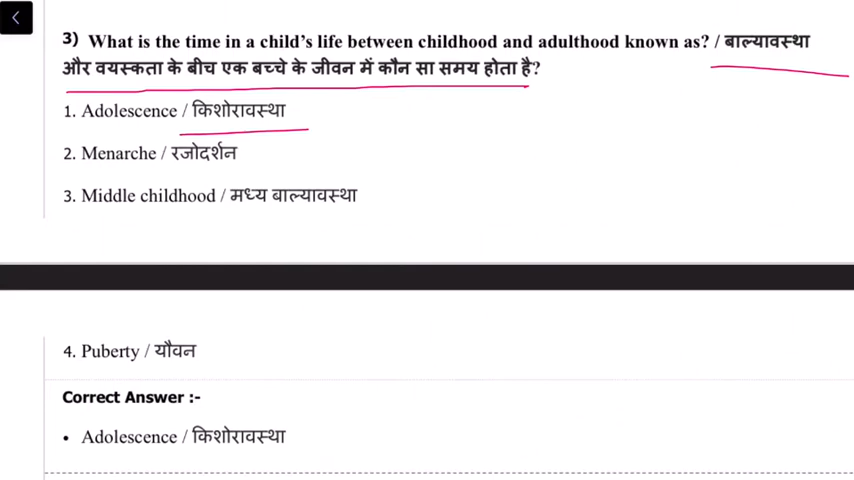 3) What is the time in a child's life between childhood and adulthood known as? / बाल्यावस्था
और वयस्कता के बीच एक बच्चे के जीवन में कौन सा समय होता है?
1. Adolescence / किशोरावस्था
2. Menarche / रजोदर्शन
3. Middle childhood / मध्य बाल्यावस्था
4. Puberty / यौवन
Correct Answer :-
• Adolescence / किशोरावस्था